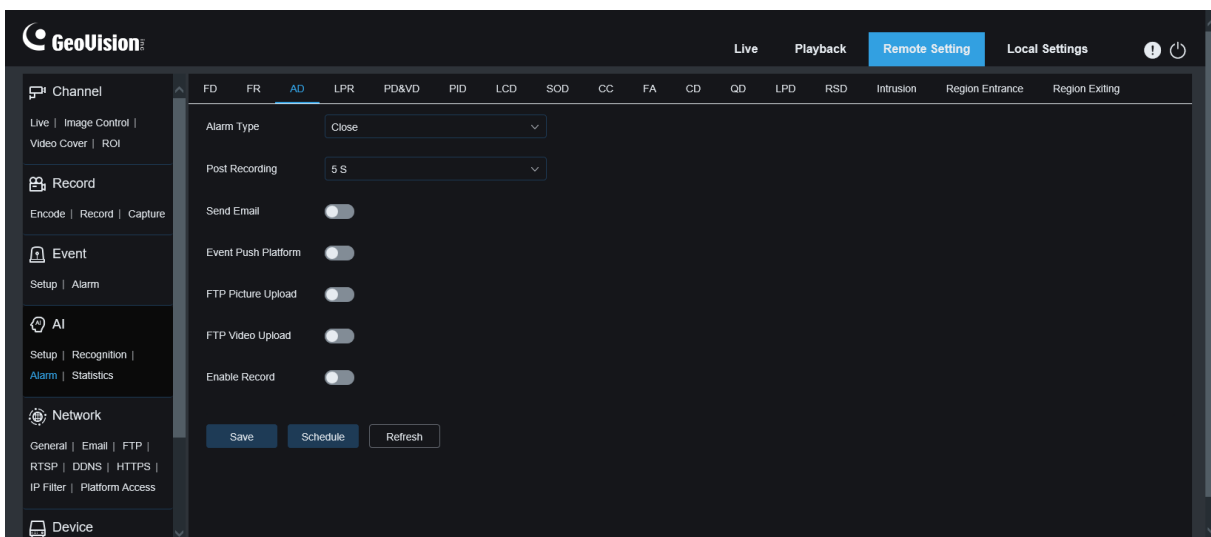 GeoVision Inc
Live Playback Remote Setting Local Settings
Channel
Live | Image Control |
Video Cover | ROI
Record
Encode | Record | Capture
Event
Setup | Alarm
AI
Setup | Recognition |
Alarm | Statistics
Network
General | Email | FTP |
RTSP | DDNS | HTTPS |
IP Filter | Platform Access
Device
FD FR AD LPR PD&VD PID LCD SOD CC FA CD QD LPD RSD Intrusion Region Entrance Region Exiting
Alarm Type Close
Post Recording 5 S
Send Email
Event Push Platform
FTP Picture Upload
FTP Video Upload
Enable Record
Save Schedule Refresh